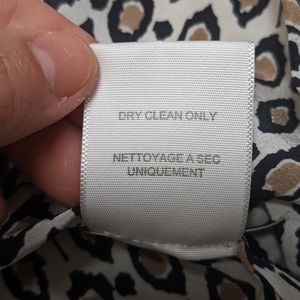 DRY CLEAN ONLY
NETTOYAGE A SEC
UNIQUEMENT